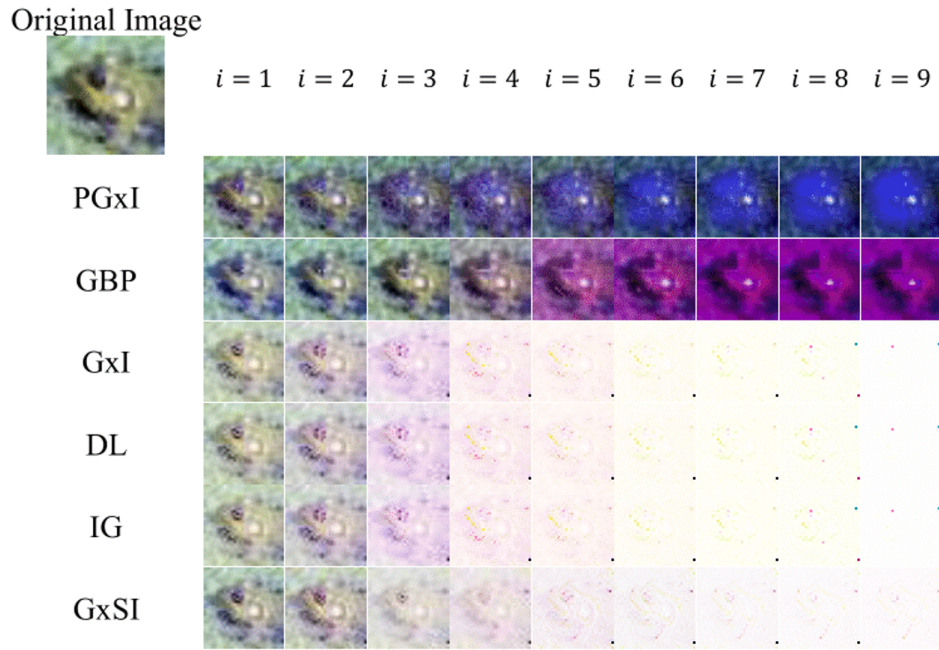 Original Image
i = 1 i = 2 i = 3 i = 4 i = 5 i = 6 i = 7 i = 8 i = 9
PGxI
GBP
GxI
DL
IG
GxSI